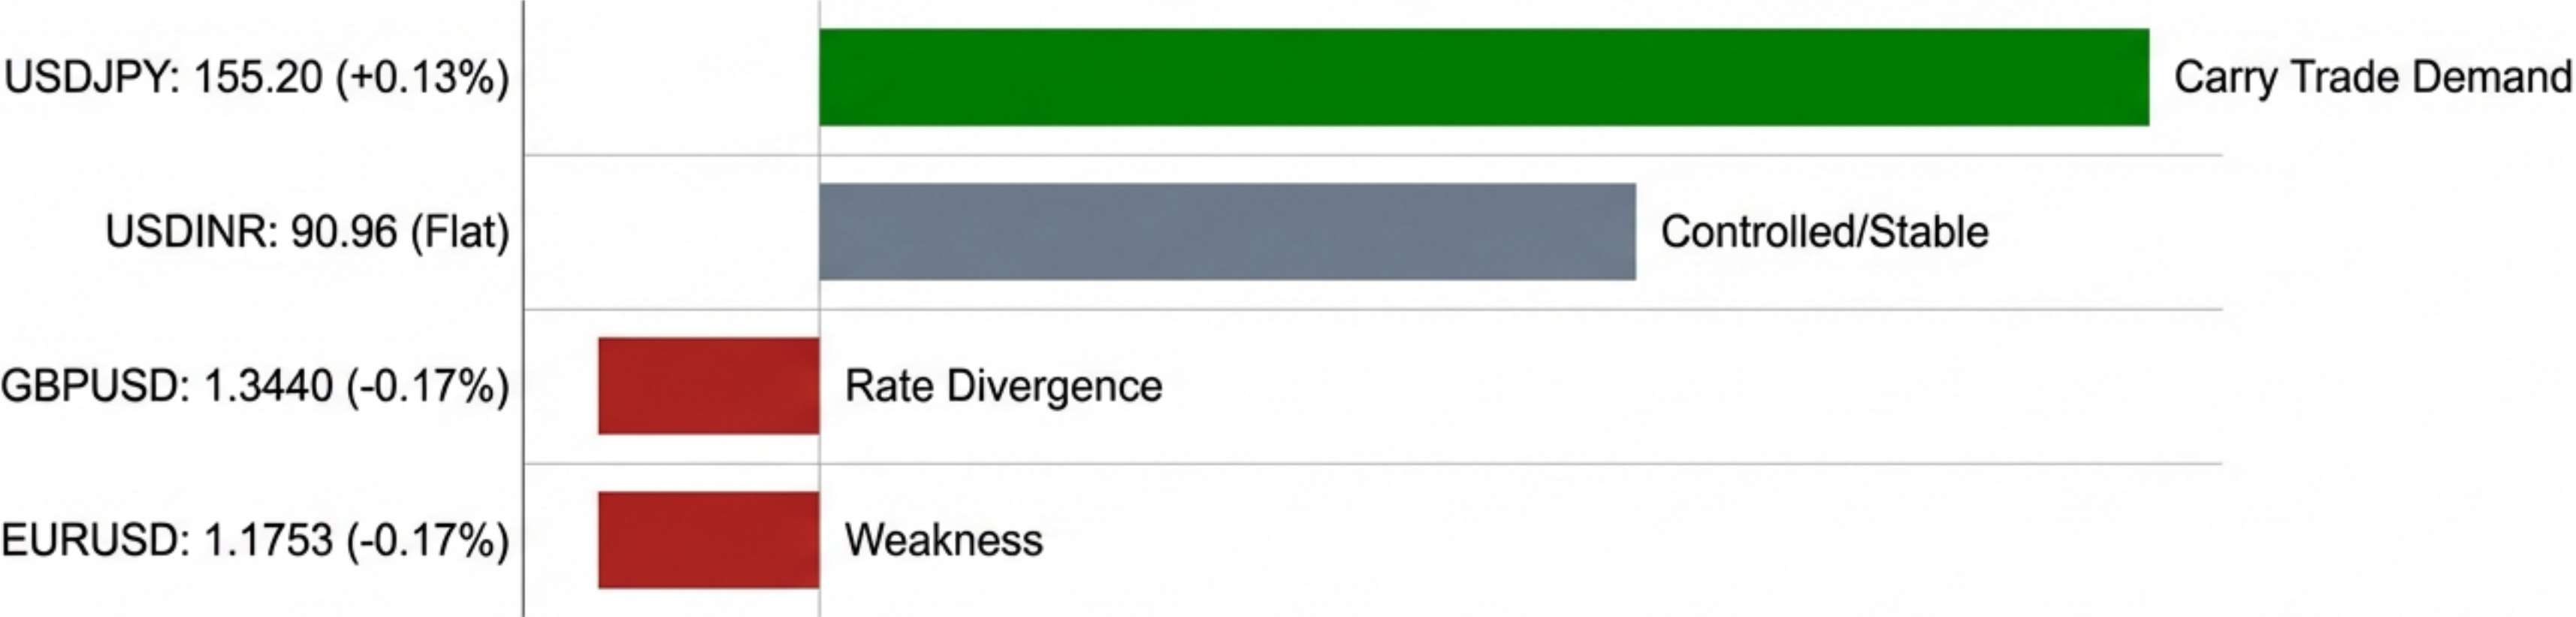 USDJPY: 155.20 (+0.13%) Carry Trade Demand
USDINR: 90.96 (Flat) Controlled/Stable
GBPUSD: 1.3440 (-0.17%) Rate Divergence
EURUSD: 1.1753 (-0.17%) Weakness